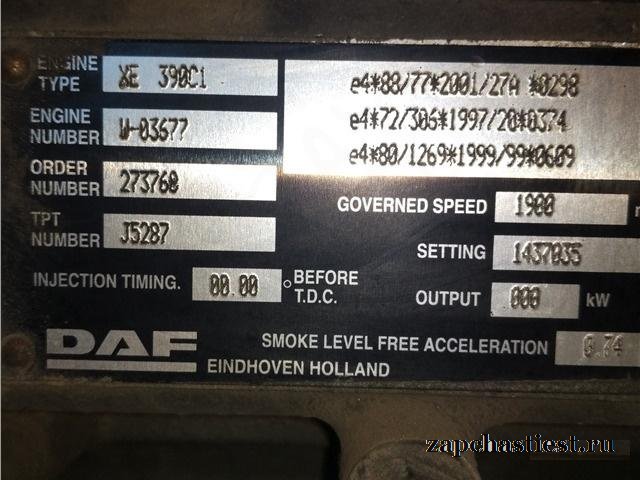 ENGINE TYPE XE 390C1
e4*88/77*2001/27A *0298
ENGINE NUMBER W-03677
e4*72/306*1997/20*0374
e4*80/1269*1999/99*0609
ORDER NUMBER 273760
GOVERNED SPEED 1900
TPT NUMBER J5287
SETTING 1437035
INJECTION TIMING. 00.00 ° BEFORE T.D.C.
OUTPUT 000 kW
DAF
SMOKE LEVEL FREE ACCELERATION 0.74
EINDHOVEN HOLLAND
zapchastiest.ru